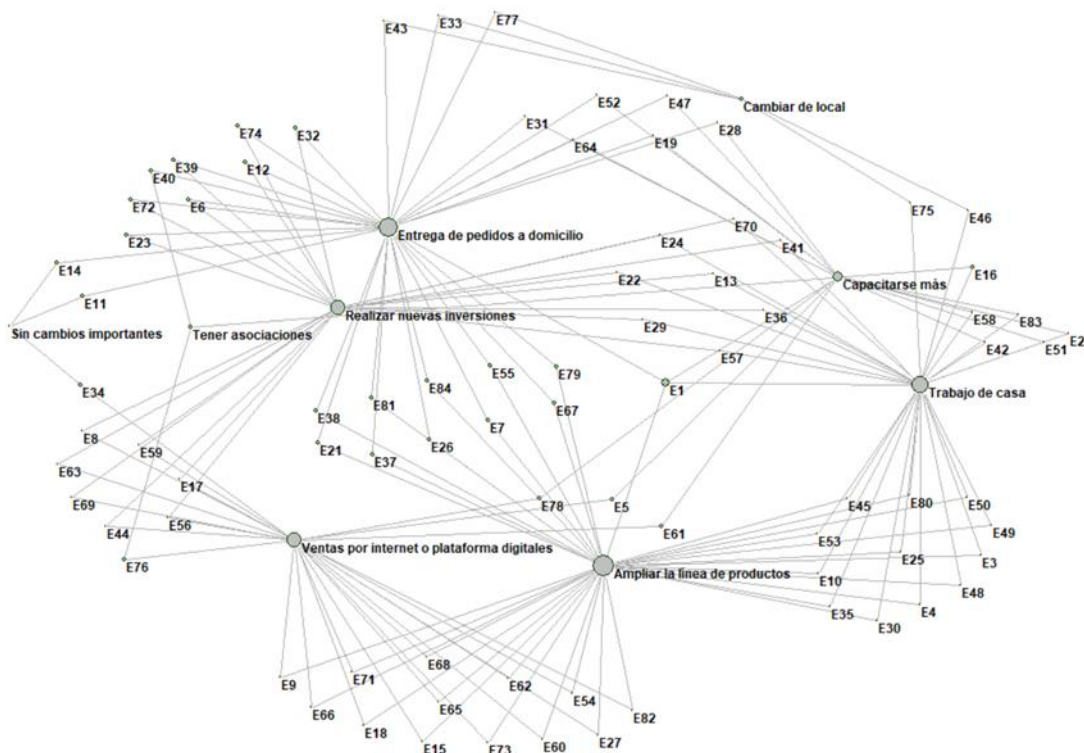 E43
E33
E77
Cambiar de local
E52
E47
E31
E28
E19
E64
E74
E32
E39
E12
E40
E72
E6
E23
Entrega de pedidos a domicilio
E75
E46
E70
E24
E41
E14
E16
E22
E13
Capacitarse más
E11
Realizar nuevas inversiones
E36
E58
E83
E29
Sin cambios importantes
Tener asociaciones
E42
E51
E2
E57
E55
E79
E84
E1
Trabajo de casa
E34
E81
E67
E38
E7
E8
E26
E21
E59
E37
E63
E17
E69
E78
E5
E45
E80
E50
E56
E44
E61
E49
E53
Ventas por internet o plataforma digitales
E76
E25
E3
Ampliar la línea de productos
E10
E48
E35
E4
E30
E68
E9
E71
E62
E54
E66
E65
E82
E18
E15
E73
E60
E27